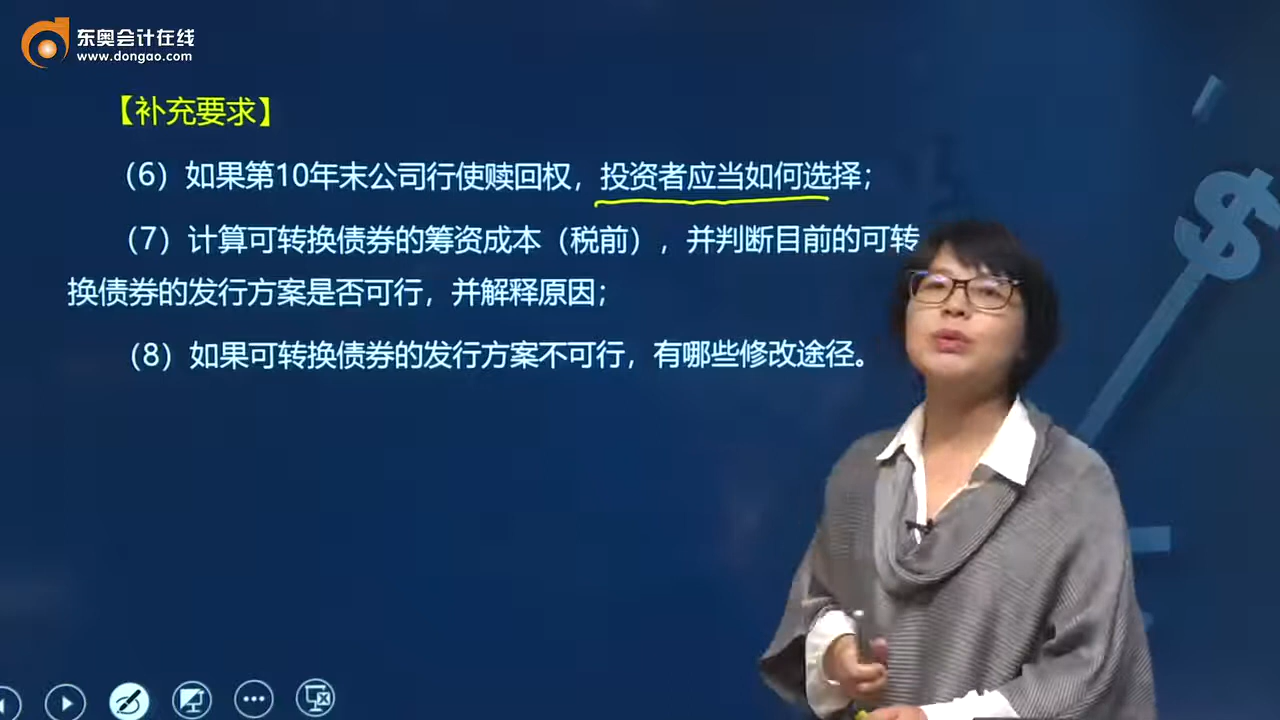 东奥会计在线
www.dongao.com
【补充要求】
（6）如果第10年末公司行使赎回权，投资者应当如何选择；
（7）计算可转换债券的筹资成本（税前），并判断目前的可转
换债券的发行方案是否可行，并解释原因；
（8）如果可转换债券的发行方案不可行，有哪些修改途径。